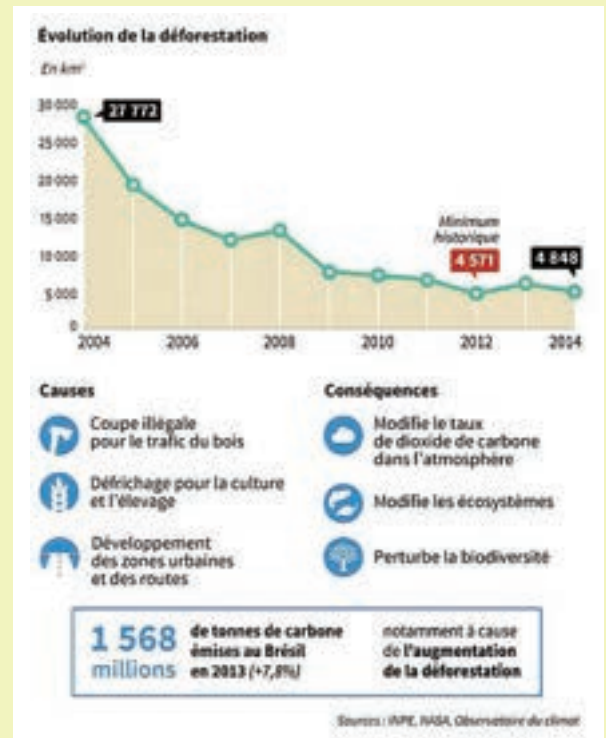 Évolution de la déforestation
En km²
30 000
27 772
25 000
20 000
15 000
10 000
5 000
0
Minimum
historique
4 571
4 848
2004
2006
2008
2010
2012
2014
Causes
Coupe illégale
pour le trafic du bois
Défrichage pour la culture
et l'élevage
Développement
des zones urbaines
et des routes
Conséquences
Modifie le taux
de dioxide de carbone
dans l'atmosphère
Modifie les écosystèmes
Perturbe la biodiversité
1 568
millions
de tonnes de carbone
émises au Brésil
en 2013 (+7,8%)
notamment à cause
de l'augmentation
de la déforestation
Sources : INPE, NASA, Observatoire du climat